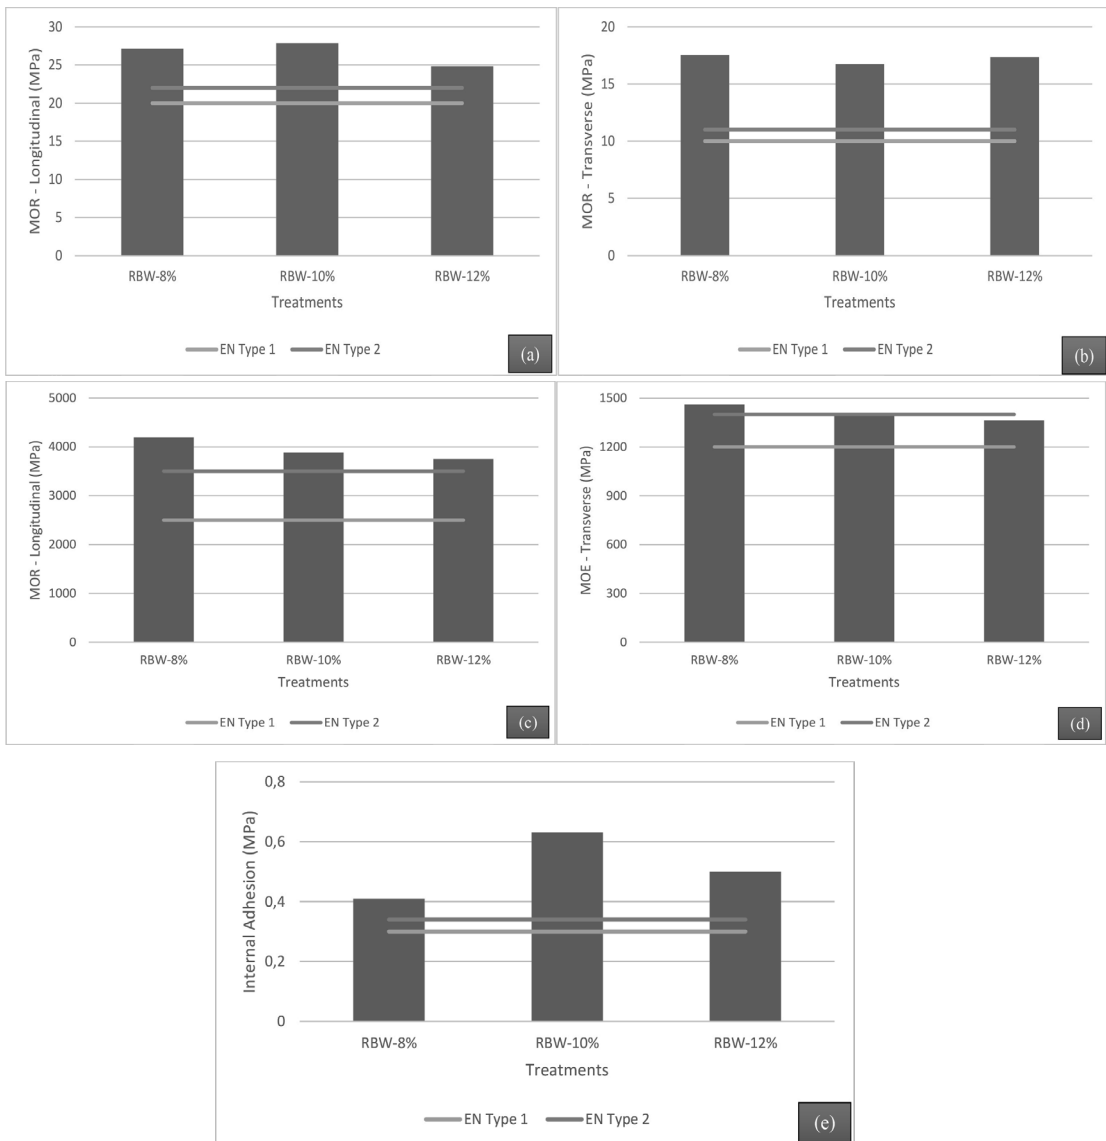 MOR - Longitudinal (MPa)
30
25
20
15
10
5
0
RBW-8% RBW-10% RBW-12%
Treatments
EN Type 1 EN Type 2
(a)
MOR - Transverse (MPa)
20
15
10
5
0
RBW-8% RBW-10% RBW-12%
Treatments
EN Type 1 EN Type 2
(b)
MOR - Longitudinal (MPa)
5000
4000
3000
2000
1000
0
RBW-8% RBW-10% RBW-12%
Treatments
EN Type 1 EN Type 2
(c)
MOE - Transverse (MPa)
1500
1200
900
600
300
0
RBW-8% RBW-10% RBW-12%
Treatments
EN Type 1 EN Type 2
(d)
Internal Adhesion (MPa)
0,8
0,6
0,4
0,2
0
RBW-8% RBW-10% RBW-12%
Treatments
EN Type 1 EN Type 2
(e)